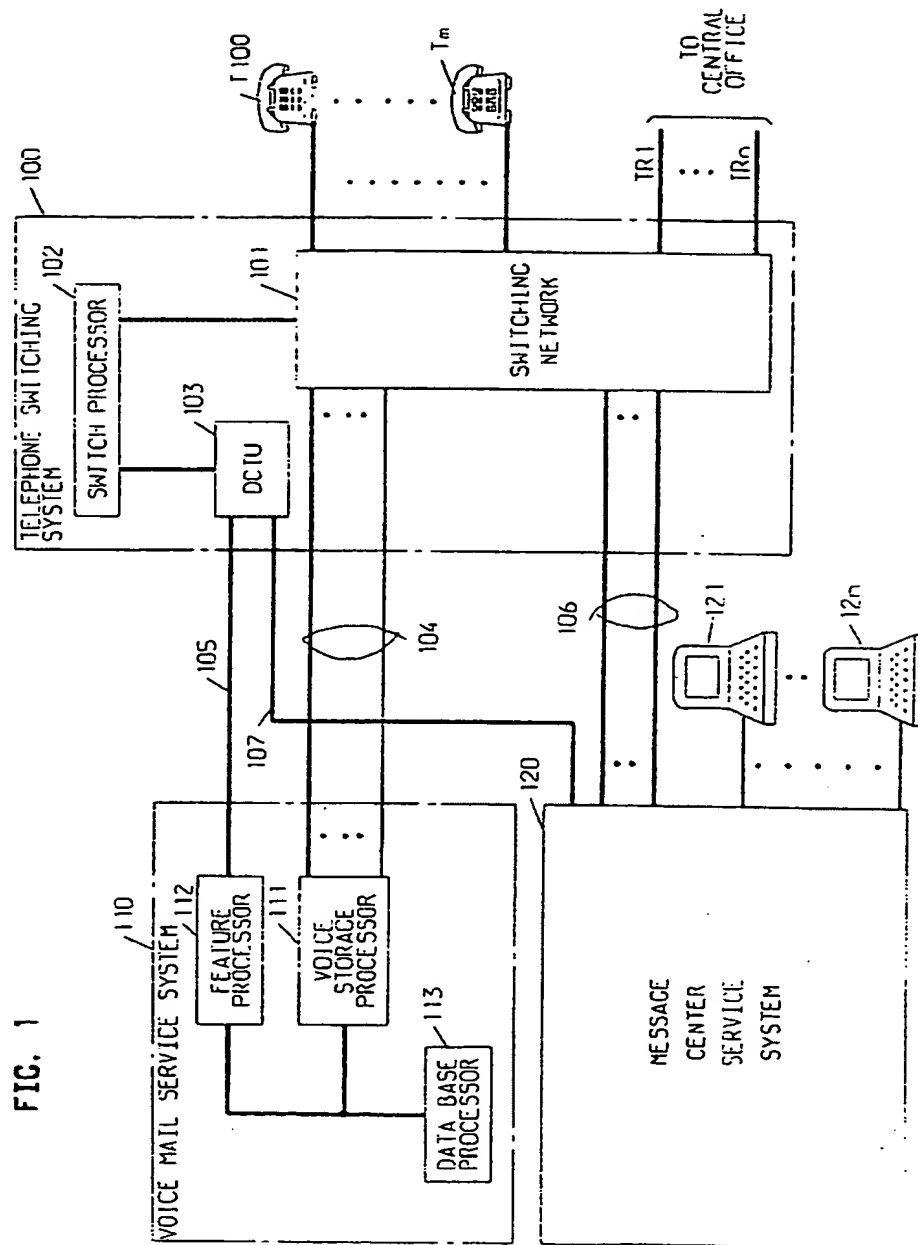 FIG. 1
TELEPHONE SWITCHING
SYSTEM
100
102
SWITCH PROCESSOR
103
DCIU
101
SWITCHING
NETWORK
T100
Tm
TR1
TRn
TO
CENTRAL
OFFICE
105
107
104
106
VOICE MAIL SERVICE SYSTEM
110
112
FEATURE
PROCESSOR
111
VOICE
STORAGE
PROCESSOR
113
DATA BASE
PROCESSOR
120
MESSAGE
CENTER
SERVICE
SYSTEM
121
12n